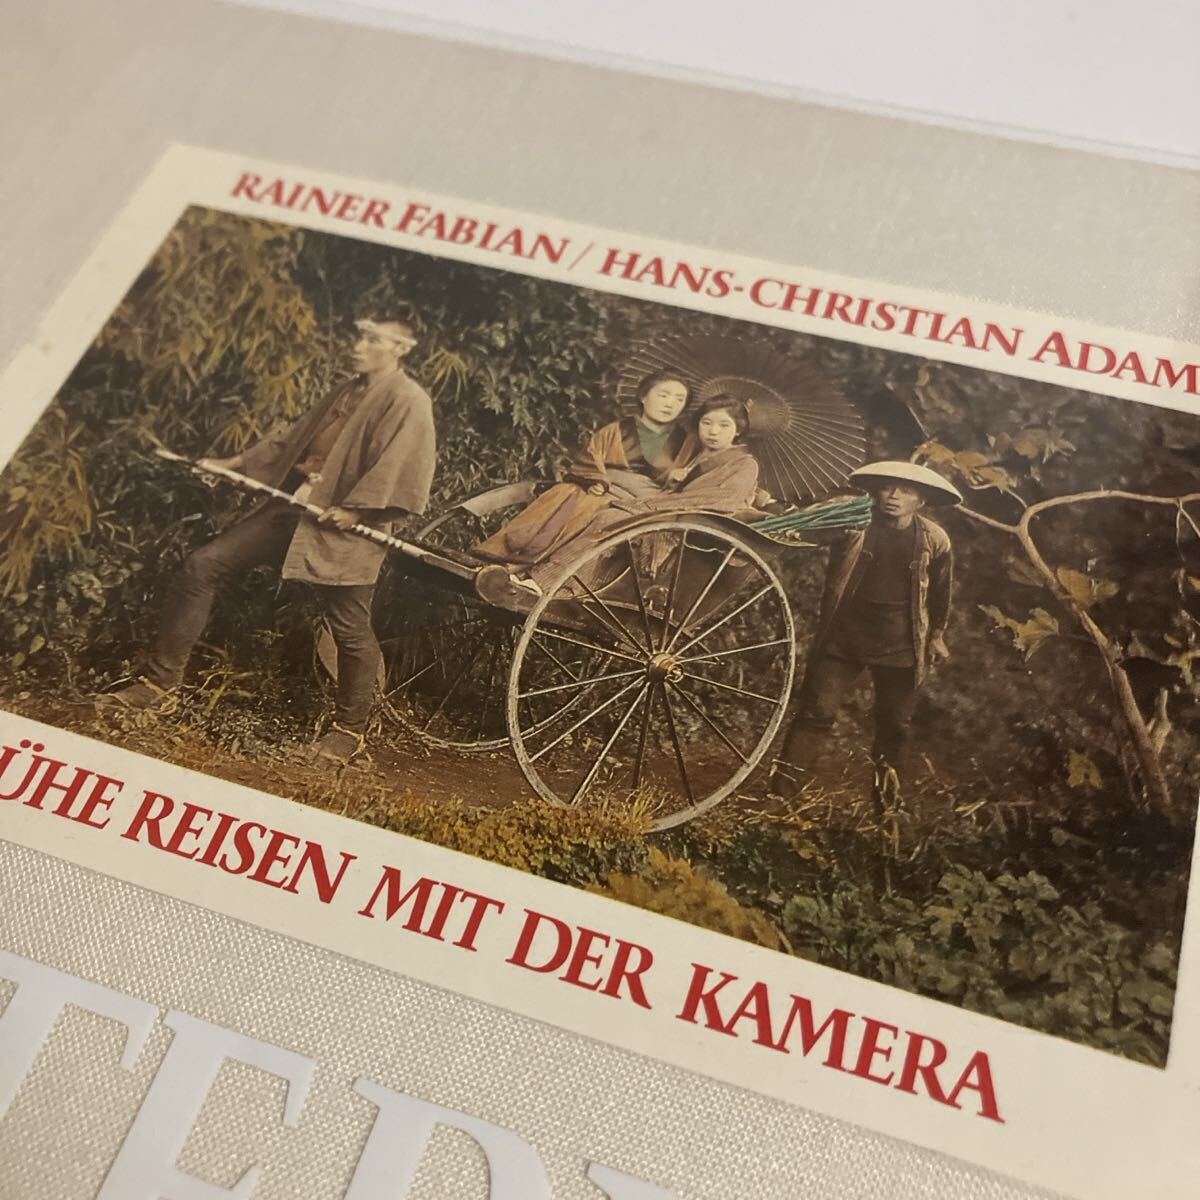 RAINER FABIAN / HANS-CHRISTIAN ADAM
ÜHE REISEN MIT DER KAMERA